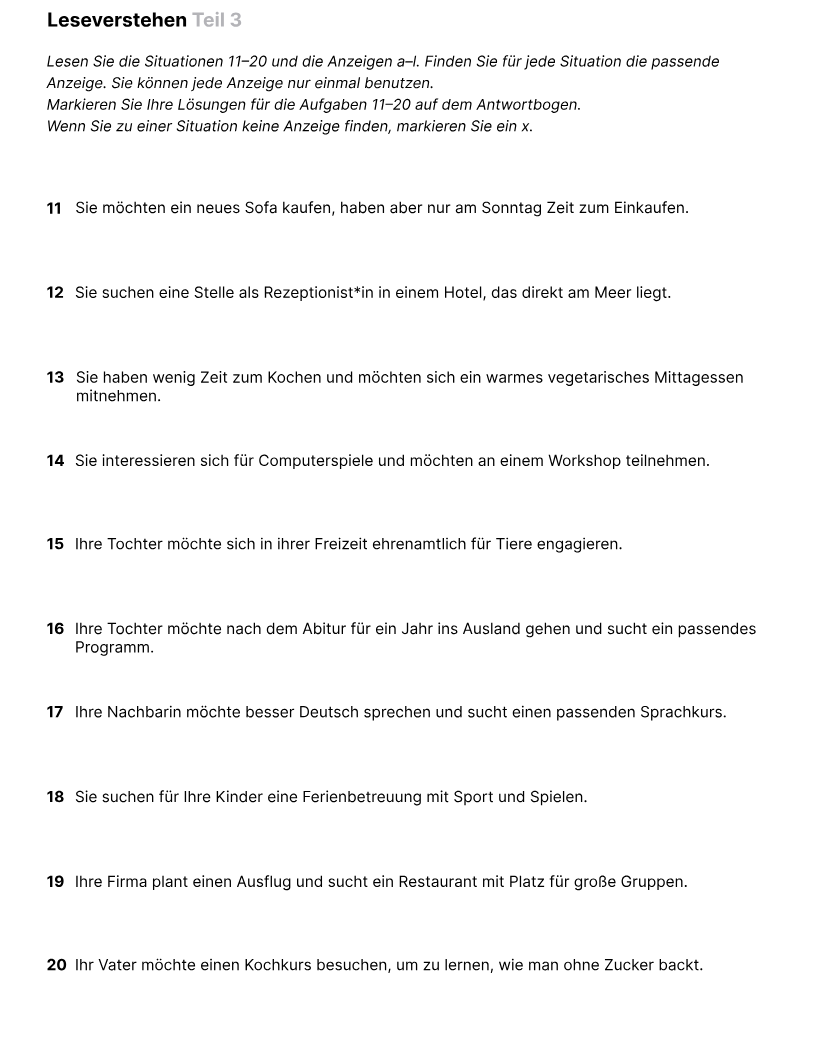 Leseverstehen Teil 3
Lesen Sie die Situationen 11–20 und die Anzeigen a–l. Finden Sie für jede Situation die passende
Anzeige. Sie können jede Anzeige nur einmal benutzen.
Markieren Sie Ihre Lösungen für die Aufgaben 11–20 auf dem Antwortbogen.
Wenn Sie zu einer Situation keine Anzeige finden, markieren Sie ein x.
11 Sie möchten ein neues Sofa kaufen, haben aber nur am Sonntag Zeit zum Einkaufen.
12 Sie suchen eine Stelle als Rezeptionist*in in einem Hotel, das direkt am Meer liegt.
13 Sie haben wenig Zeit zum Kochen und möchten sich ein warmes vegetarisches Mittagessen
mitnehmen.
14 Sie interessieren sich für Computerspiele und möchten an einem Workshop teilnehmen.
15 Ihre Tochter möchte sich in ihrer Freizeit ehrenamtlich für Tiere engagieren.
16 Ihre Tochter möchte nach dem Abitur für ein Jahr ins Ausland gehen und sucht ein passendes
Programm.
17 Ihre Nachbarin möchte besser Deutsch sprechen und sucht einen passenden Sprachkurs.
18 Sie suchen für Ihre Kinder eine Ferienbetreuung mit Sport und Spielen.
19 Ihre Firma plant einen Ausflug und sucht ein Restaurant mit Platz für große Gruppen.
20 Ihr Vater möchte einen Kochkurs besuchen, um zu lernen, wie man ohne Zucker backt.